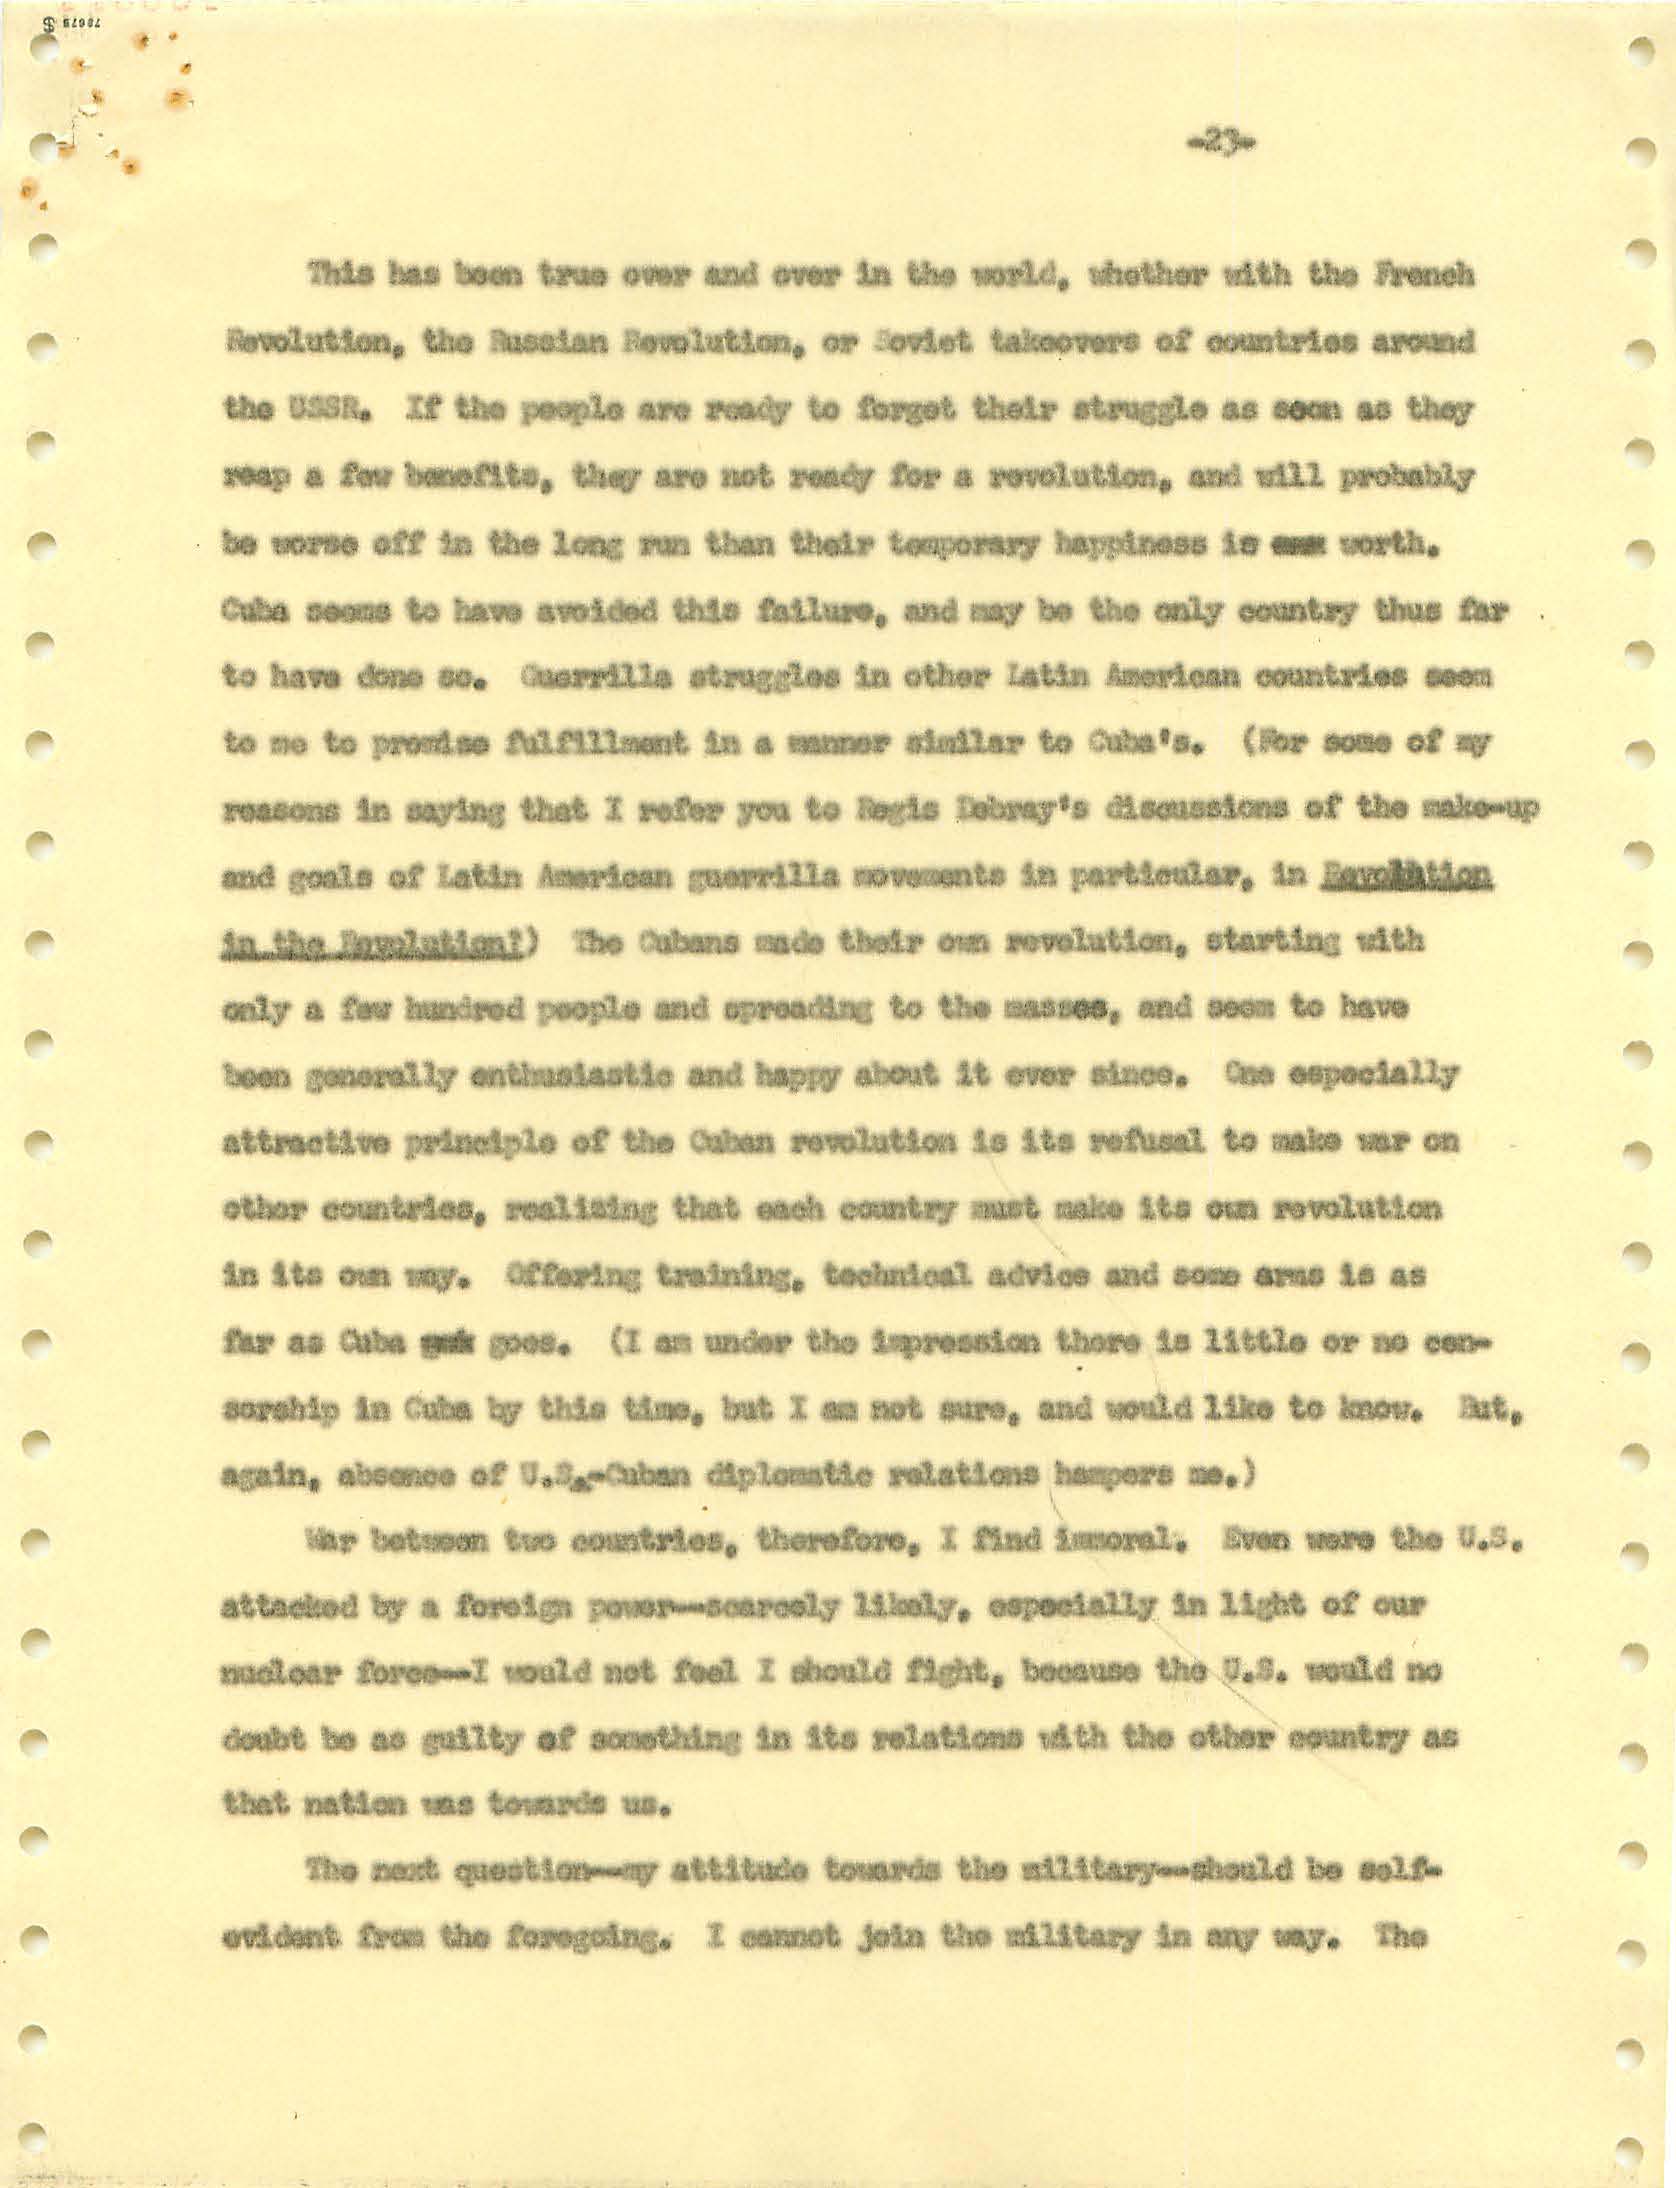 78679 $
-23-
This has been true over and over in the world, whether with the French
Revolution, the Russian Revolution, or Soviet takeovers of countries around
the USSR. If the people are ready to forget their struggle as soon as they
reap a few benefits, they are not ready for a revolution, and will probably
be worse off in the long run than their temporary happiness is worth.
Cuba seems to have avoided this failure, and may be the only country thus far
to have done so. Guerrilla struggles in other Latin American countries seem
to me to promise fulfillment in a manner similar to Cuba's. (For some of my
reasons in saying that I refer you to Regis Debray's discussions of the make-up
and goals of Latin American guerrilla movements in particular, in Revolution
in the Revolution?) The Cubans made their own revolution, starting with
only a few hundred people and spreading to the masses, and seem to have
been generally enthusiastic and happy about it ever since. One especially
attractive principle of the Cuban revolution is its refusal to make war on
other countries, realizing that each country must make its own revolution
in its own way. Offering training, technical advice and some arms is as
far as Cuba goes. (I am under the impression there is little or no cen-
sorship in Cuba by this time, but I am not sure, and would like to know. But,
again, absence of U.S.-Cuban diplomatic relations hampers me.)
War between two countries, therefore, I find immoral. Even were the U.S.
attacked by a foreign power--scarcely likely, especially in light of our
nuclear force--I would not feel I should fight, because the U.S. would no
doubt be as guilty of something in its relations with the other country as
that nation was towards us.
The next question--my attitude towards the military--should be self-
evident from the foregoing. I cannot join the military in any way. The